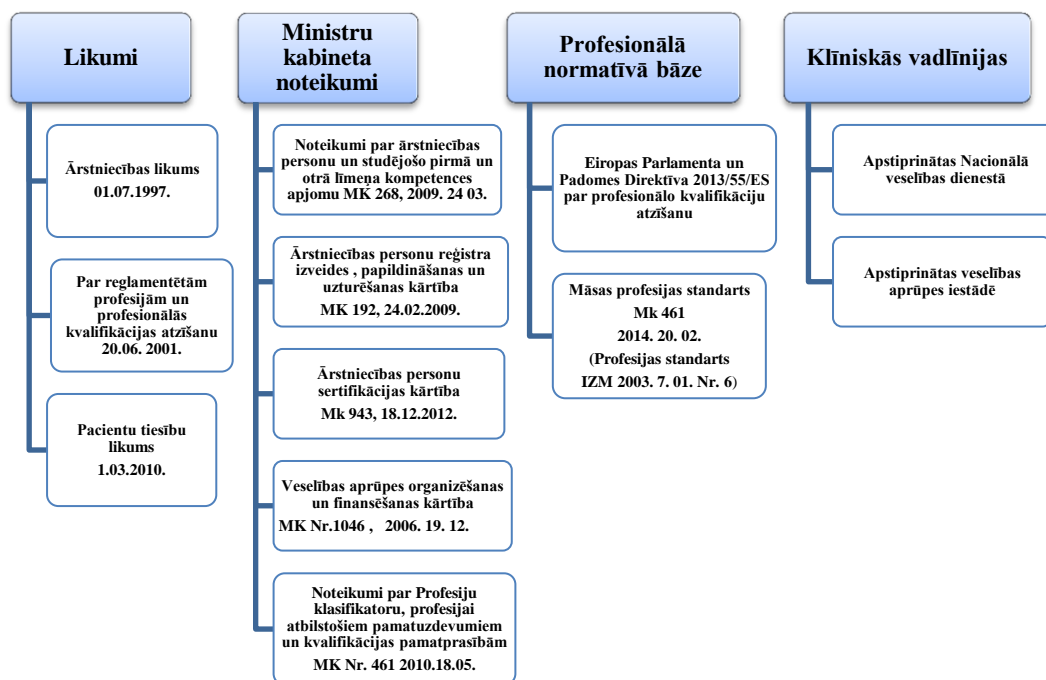 Likumi
Ārstniecības likums
01.07.1997.
Par reglamentētām
profesijām un
profesionālās
kvalifikācijas atzīšanu
20.06. 2001.
Pacientu tiesību
likums
1.03.2010.
Ministru
kabineta
noteikumi
Noteikumi par ārstniecības
personu un studējošo pirmā un
otrā līmeņa kompetences
apjomu MK 268, 2009. 24 03.
Ārstniecības personu reģistra
izveides , papildināšanas un
uzturēšanas kārtība
MK 192, 24.02.2009.
Ārstniecības personu
sertifikācijas kārtība
Mk 943, 18.12.2012.
Veselības aprūpes organizēšanas
un finansēšanas kārtība
MK Nr.1046 , 2006. 19. 12.
Noteikumi par Profesiju
klasifikatoru, profesijai
atbilstošiem pamatuzdevumiem
un kvalifikācijas pamatprasībām
MK Nr. 461 2010.18.05.
Profesionālā
normatīvā bāze
Eiropas Parlamenta un
Padomes Direktīva 2013/55/ES
par profesionālo kvalifikāciju
atzīšanu
Māsas profesijas standarts
Mk 461
2014. 20. 02.
(Profesijas standarts
IZM 2003. 7. 01. Nr. 6)
Klīniskās vadlīnijas
Apstiprinātas Nacionālā
veselības dienestā
Apstiprinātas veselības
aprūpes iestādē